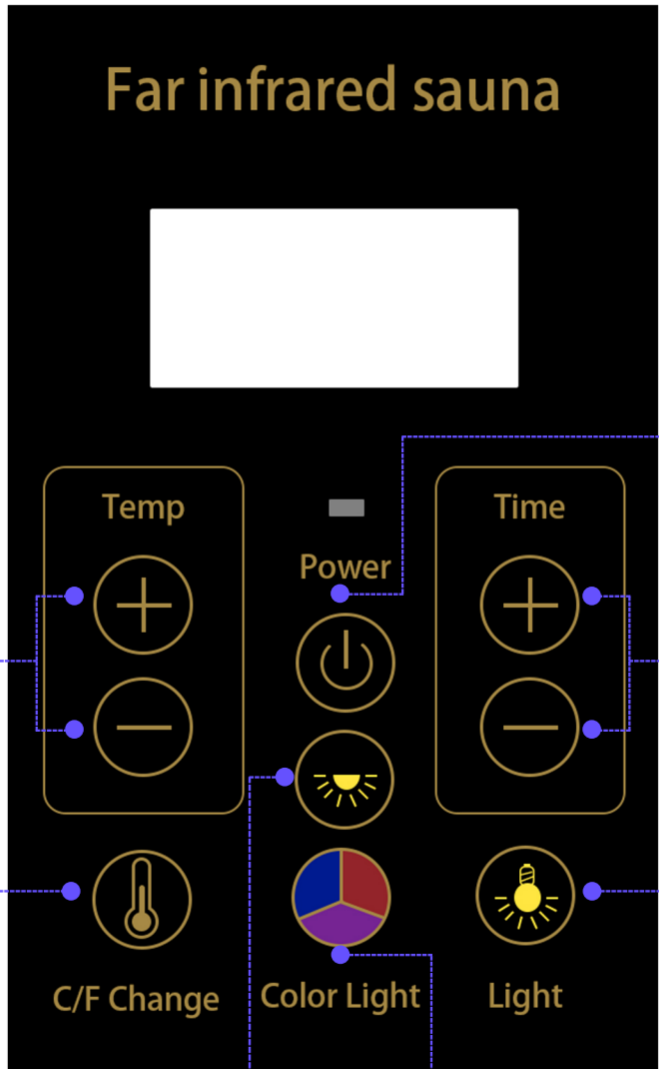 Far infrared sauna
Temp
Time
Power
C/F Change
Color Light
Light